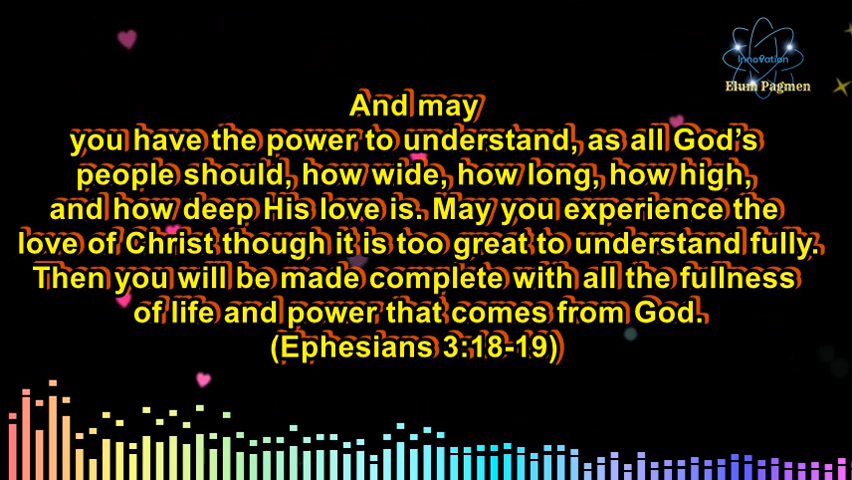 Innovation
Elum Pagmen
And may
you have the power to understand, as all God's
people should, how wide, how long, how high,
and how deep His love is. May you experience the
love of Christ though it is too great to understand fully.
Then you will be made complete with all the fullness
of life and power that comes from God.
(Ephesians 3:18-19)